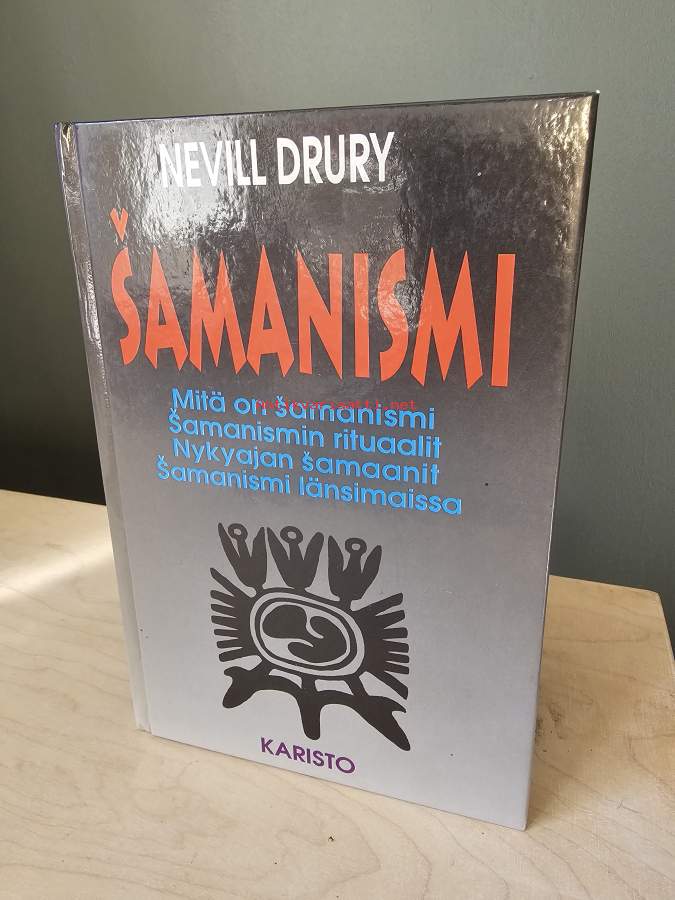 NEVILL DRURY
ŠAMANISMI
Mitä on šamanismi
Šamanismin rituaalit
Nykyajan šamaanit
Šamanismi länsimaissa
KARISTO